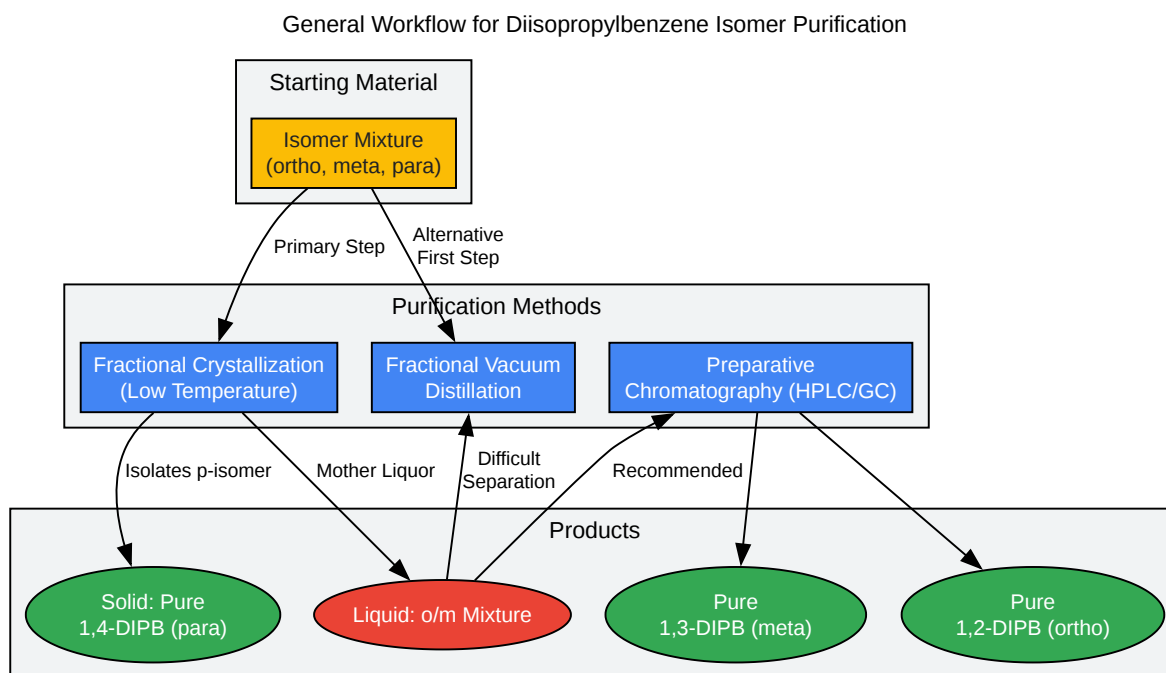 General Workflow for Diisopropylbenzene Isomer Purification
Starting Material
Isomer Mixture
(ortho, meta, para)
Primary Step
Alternative
First Step
Purification Methods
Fractional Crystallization
(Low Temperature)
Fractional Vacuum
Distillation
Preparative
Chromatography (HPLC/GC)
Isolates p-isomer
Mother Liquor
Difficult
Separation
Recommended
Products
Solid: Pure
1,4-DIPB (para)
Liquid: o/m Mixture
Pure
1,3-DIPB (meta)
Pure
1,2-DIPB (ortho)